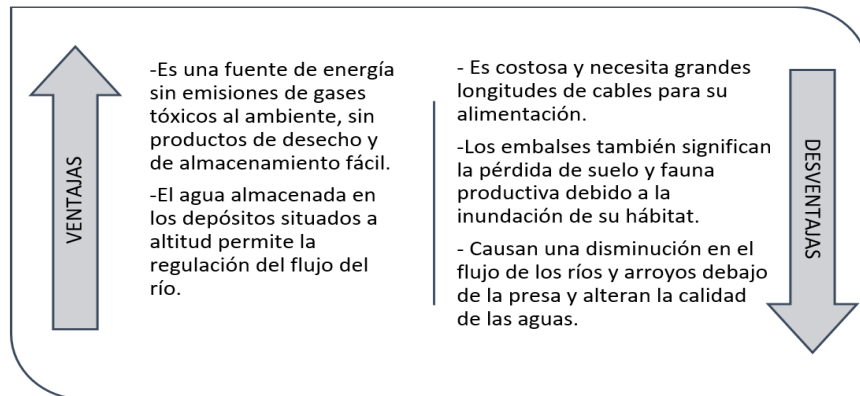 VENTAJAS
-Es una fuente de energía
sin emisiones de gases
tóxicos al ambiente, sin
productos de desecho y
de almacenamiento fácil.
-El agua almacenada en
los depósitos situados a
altitud permite la
regulación del flujo del
río.
- Es costosa y necesita grandes
longitudes de cables para su
alimentación.
-Los embalses también significan
la pérdida de suelo y fauna
productiva debido a la
inundación de su hábitat.
- Causan una disminución en el
flujo de los ríos y arroyos debajo
de la presa y alteran la calidad
de las aguas.
DESVENTAJAS